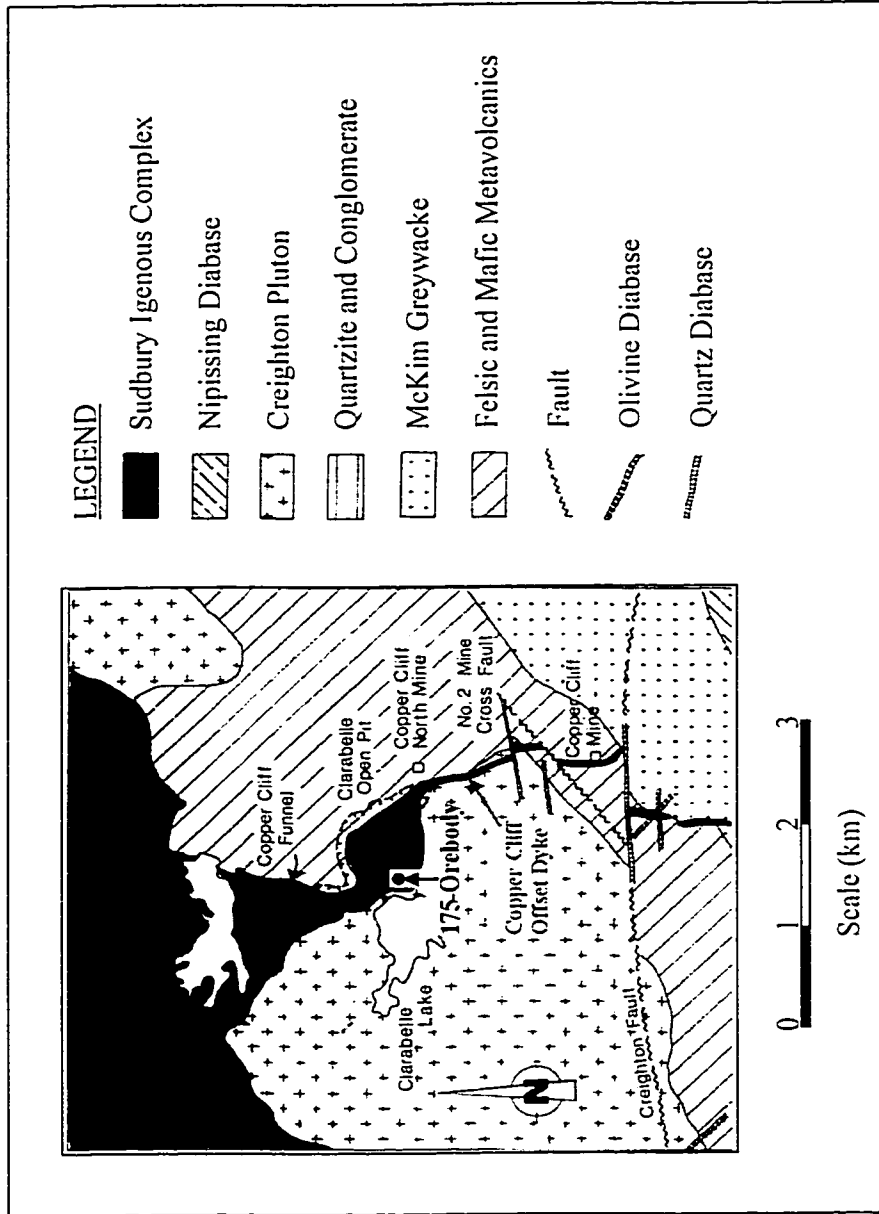 LEGEND
Sudbury Igenous Complex
Nipissing Diabase
Creighton Pluton
Quartzite and Conglomerate
McKim Greywacke
Felsic and Mafic Metavolcanics
Fault
Olivine Diabase
Quartz Diabase
Copper Cliff
Funnel
Clarabelle
Open Pit
Copper Cliff
North Mine
Clarabelle
Lake
175-Orebody
No. 2 Mine
Cross Fault
Copper Cliff
Offset Dyke
Copper Cliff
Mine
Creighton Fault
N
0 1 2 3
Scale (km)